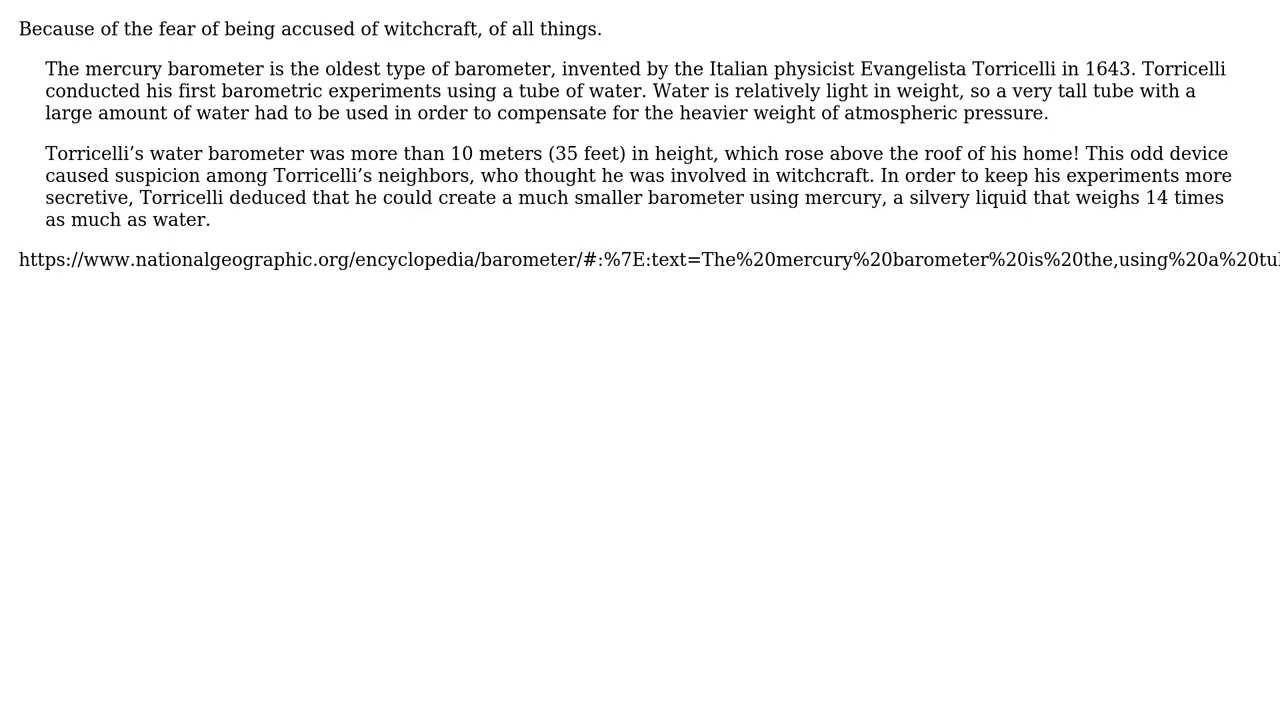 Because of the fear of being accused of witchcraft, of all things.
The mercury barometer is the oldest type of barometer, invented by the Italian physicist Evangelista Torricelli in 1643. Torricelli
conducted his first barometric experiments using a tube of water. Water is relatively light in weight, so a very tall tube with a
large amount of water had to be used in order to compensate for the heavier weight of atmospheric pressure.
Torricelli’s water barometer was more than 10 meters (35 feet) in height, which rose above the roof of his home! This odd device
caused suspicion among Torricelli’s neighbors, who thought he was involved in witchcraft. In order to keep his experiments more
secretive, Torricelli deduced that he could create a much smaller barometer using mercury, a silvery liquid that weighs 14 times
as much as water.
https://www.nationalgeographic.org/encyclopedia/barometer/#:%7E:text=The%20mercury%20barometer%20is%20the,using%20a%20tu